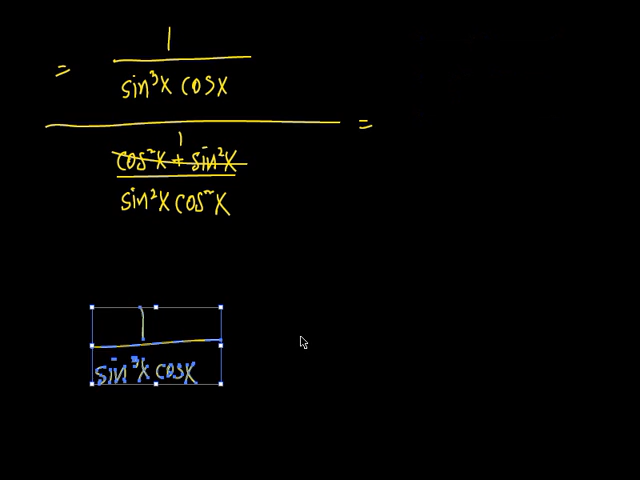 = 1
sin³x cosx
=
1
cos²x + sin²x
sin²x cos²x
1
sin³x cosx